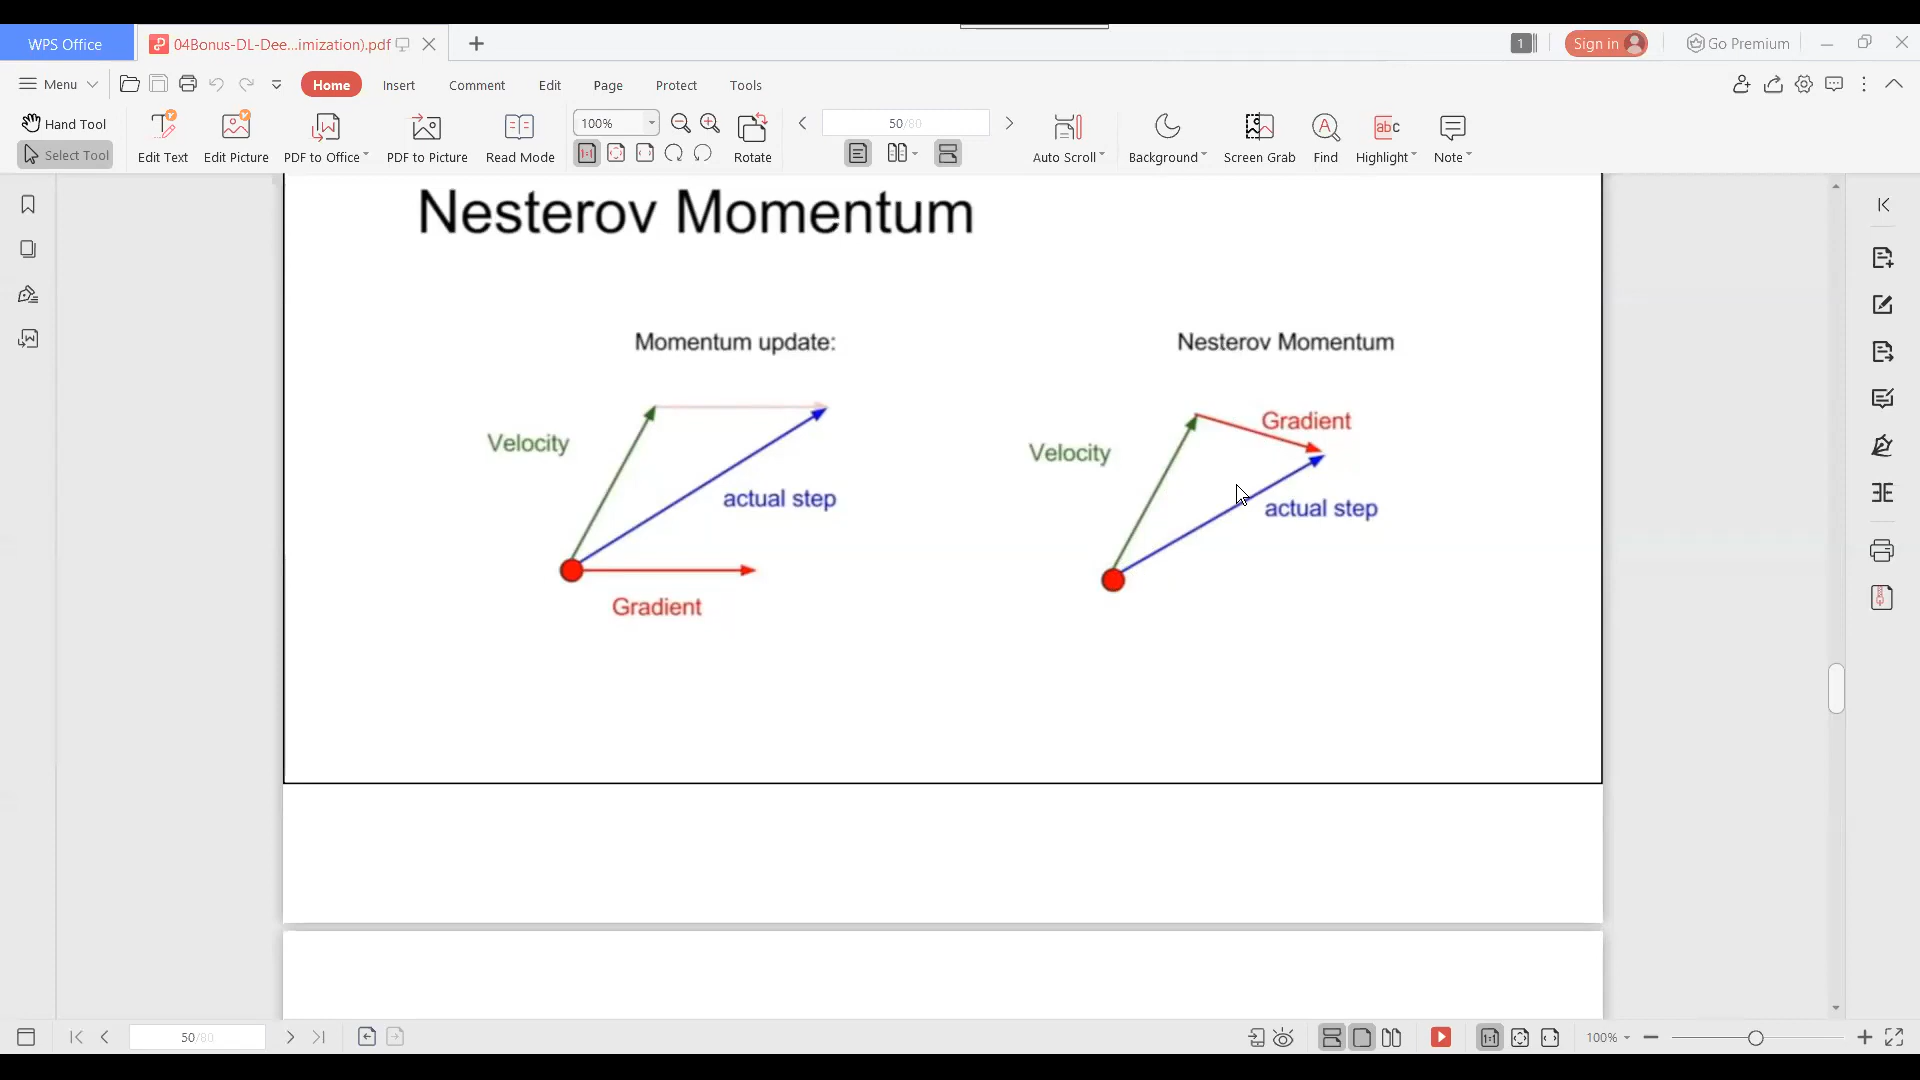 WPS Office
04Bonus-DL-Dee...imization).pdf
1
Sign in
Go Premium
Menu
Home
Insert
Comment
Edit
Page
Protect
Tools
Hand Tool
Select Tool
Edit Text
Edit Picture
PDF to Office
PDF to Picture
Read Mode
100%
Rotate
50/80
Auto Scroll
Background
Screen Grab
Find
Highlight
Note
Nesterov Momentum
Momentum update:
Nesterov Momentum
Velocity
actual step
Gradient
Velocity
Gradient
actual step
50/80
100%